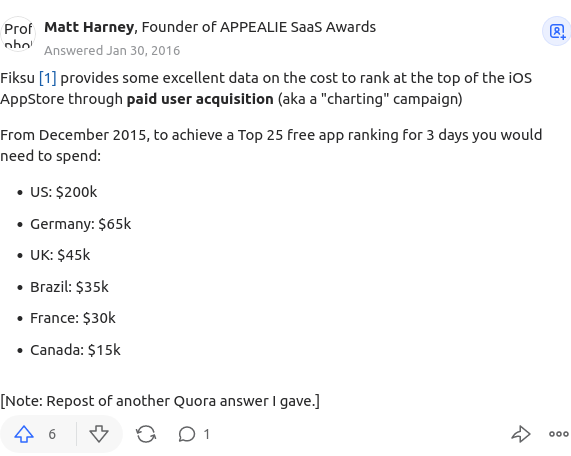 Prof
Matt Harney, Founder of APPEALIE SaaS Awards
Answered Jan 30, 2016
Fiksu [1] provides some excellent data on the cost to rank at the top of the iOS
AppStore through paid user acquisition (aka a "charting" campaign)
From December 2015, to achieve a Top 25 free app ranking for 3 days you would
need to spend:
• US: $200k
• Germany: $65k
• UK: $45k
• Brazil: $35k
• France: $30k
• Canada: $15k
[Note: Repost of another Quora answer I gave.]
6 1